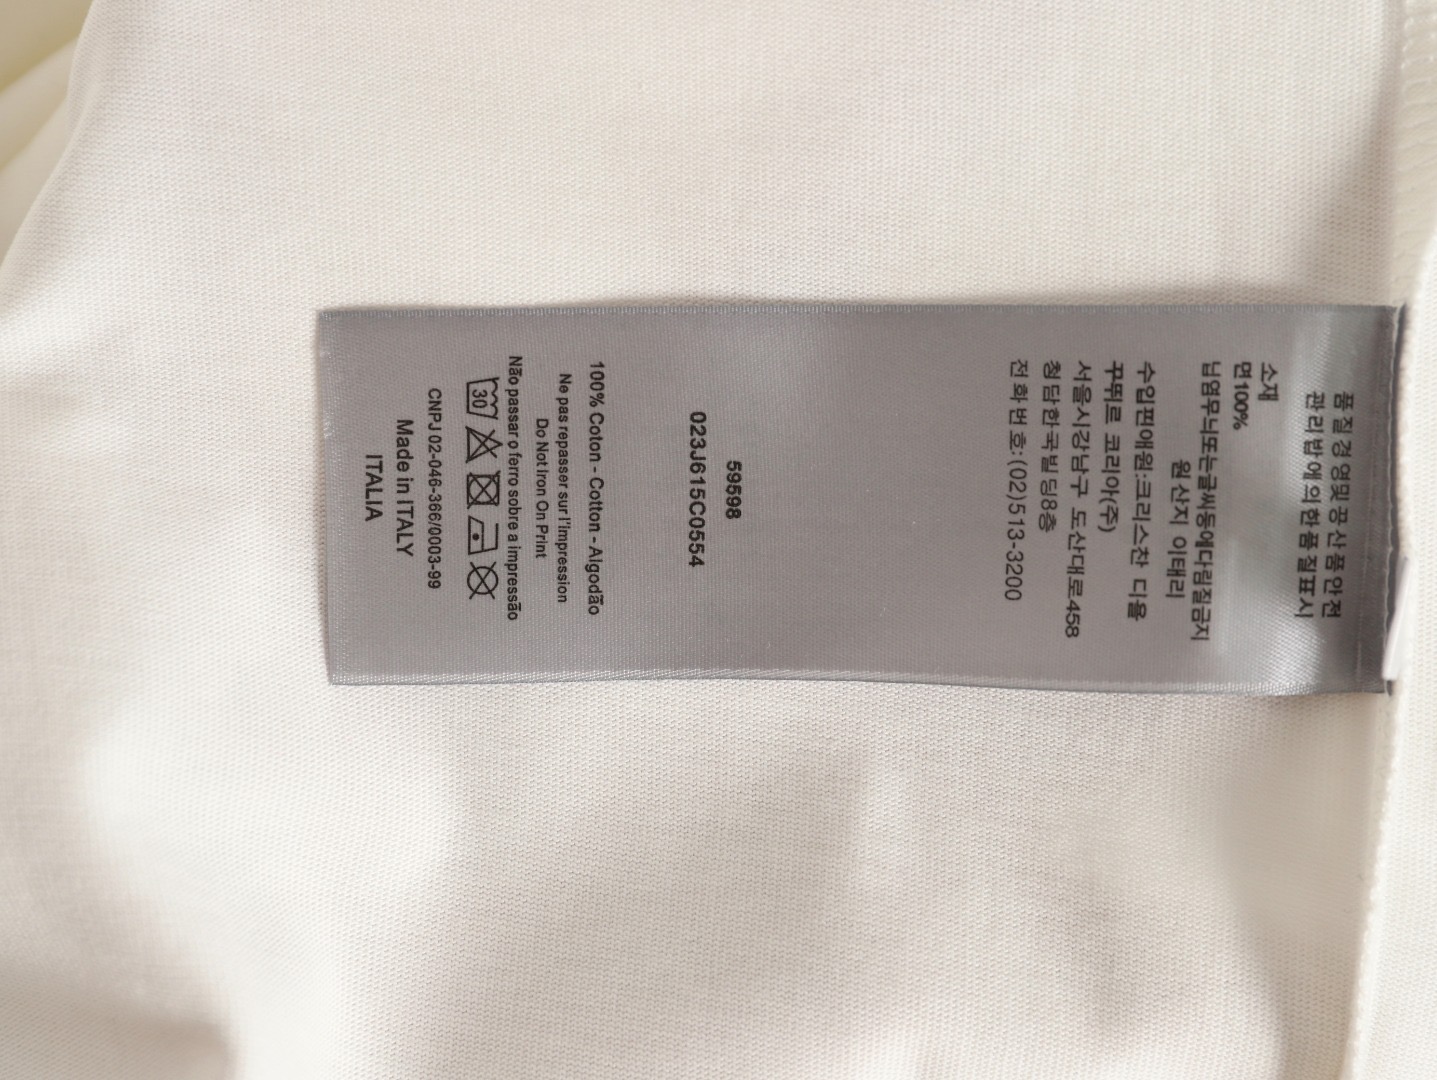 품질경영및공산품안전
관리법에의한품질표시
소재
면100%
님염무늬또는글씨등에다림질금지
원산지 이태리
수입판애원:크리스찬 디올
꾸뛰르 코리아(주)
서울시강남구 도산대로458
청담한국빌딩8층
전화번호:(02)513-3200
59598
023J615C0554
100% Coton - Cotton - Algodão
Ne pas repasser sur l'impression
Do Not Iron On Print
Não passar o ferro sobre a impressão
30
CNPJ 02-046-366/0003-99
Made in ITALY
ITALIA